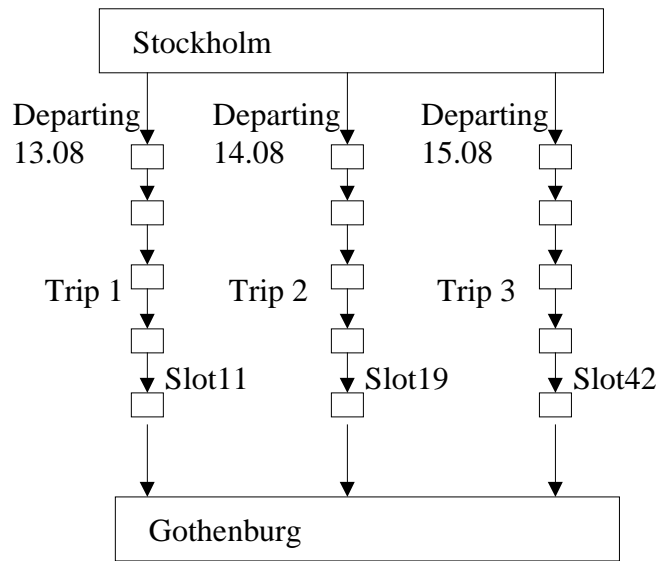 Stockholm
Departing
13.08
Departing
14.08
Departing
15.08
Trip 1
Trip 2
Trip 3
Slot11
Slot19
Slot42
Gothenburg